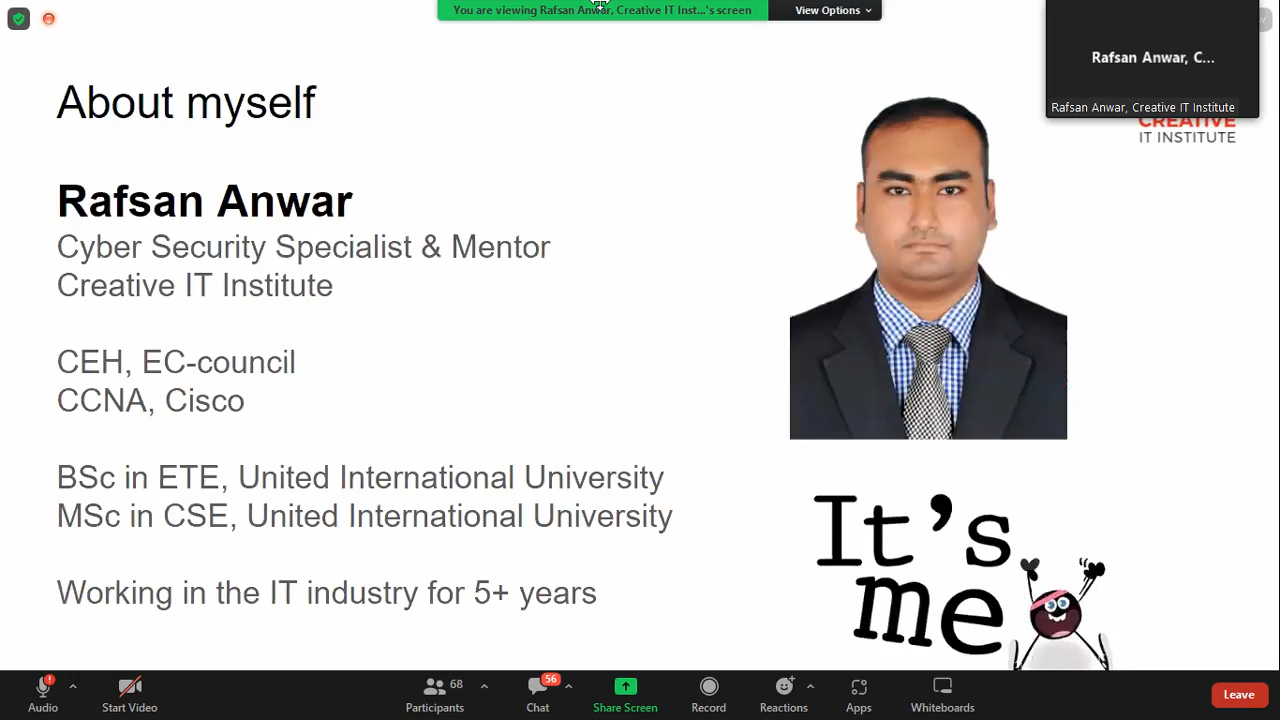 You are viewing Rafsan Anwar, Creative IT Inst...'s screen
View Options
Rafsan Anwar, C...
Rafsan Anwar, Creative IT Institute
CREATIVE
IT INSTITUTE
About myself
Rafsan Anwar
Cyber Security Specialist & Mentor
Creative IT Institute
CEH, EC-council
CCNA, Cisco
BSc in ETE, United International University
MSc in CSE, United International University
Working in the IT industry for 5+ years
It's
me
Audio
Start Video
Participants
68
Chat
56
Share Screen
Record
Reactions
Apps
Whiteboards
Leave